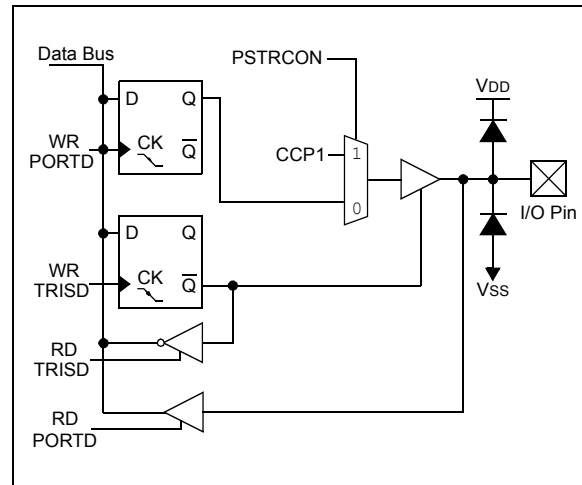 Data Bus
PSTRCON
VDD
D Q
WR
PORTD
CK
Q
CCP1
1
0
I/O Pin
D Q
WR
TRISD
CK
Q
VSS
RD
TRISD
RD
PORTD